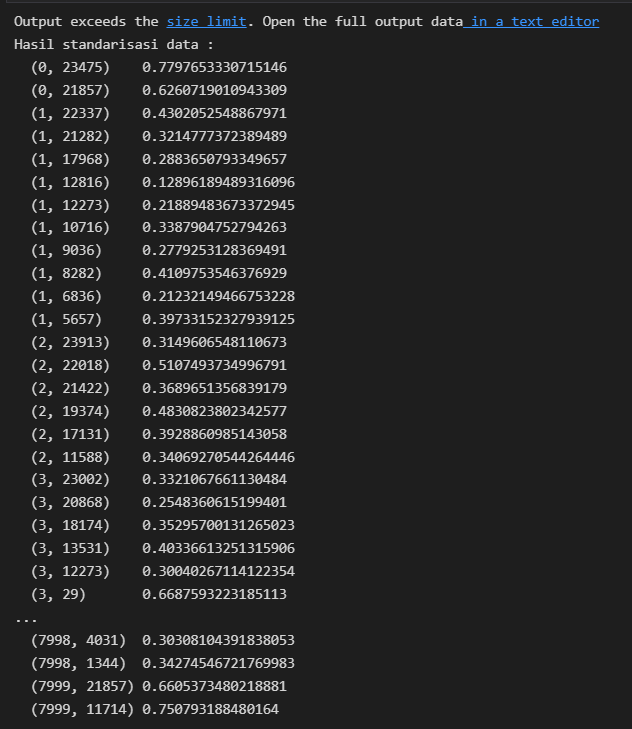 Output exceeds the size limit. Open the full output data in a text editor
Hasil standarisasi data :
(0, 23475) 0.7797653330715146
(0, 21857) 0.6260719010943309
(1, 22337) 0.4302052548867971
(1, 21282) 0.3214777372389489
(1, 17968) 0.2883650793349657
(1, 12816) 0.12896189489316096
(1, 12273) 0.21889483673372945
(1, 10716) 0.3387904752794263
(1, 9036) 0.2779253128369491
(1, 8282) 0.4109753546376929
(1, 6836) 0.21232149466753228
(1, 5657) 0.39733152327939125
(2, 23913) 0.3149606548110673
(2, 22018) 0.5107493734996791
(2, 21422) 0.3689651356839179
(2, 19374) 0.4830823802342577
(2, 17131) 0.3928860985143058
(2, 11588) 0.34069270544264446
(3, 23002) 0.3321067661130484
(3, 20868) 0.2548360615199401
(3, 18174) 0.35295700131265023
(3, 13531) 0.40336613251315906
(3, 12273) 0.30040267114122354
(3, 29) 0.6687593223185113
...
(7998, 4031) 0.30308104391838053
(7998, 1344) 0.34274546721769983
(7999, 21857) 0.6605373480218881
(7999, 11714) 0.750793188480164